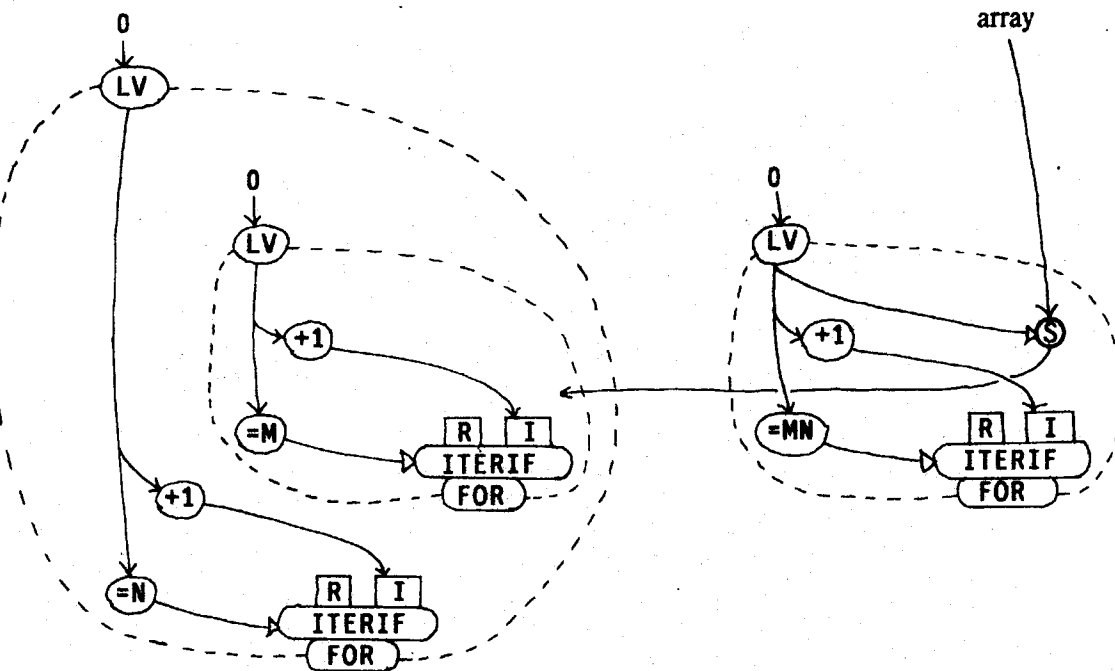 0
array
LV
0
0
LV
LV
+1
+1
S
=M
R I
=MN
R I
ITERIF
ITERIF
FOR
FOR
+1
=N
R I
ITERIF
FOR